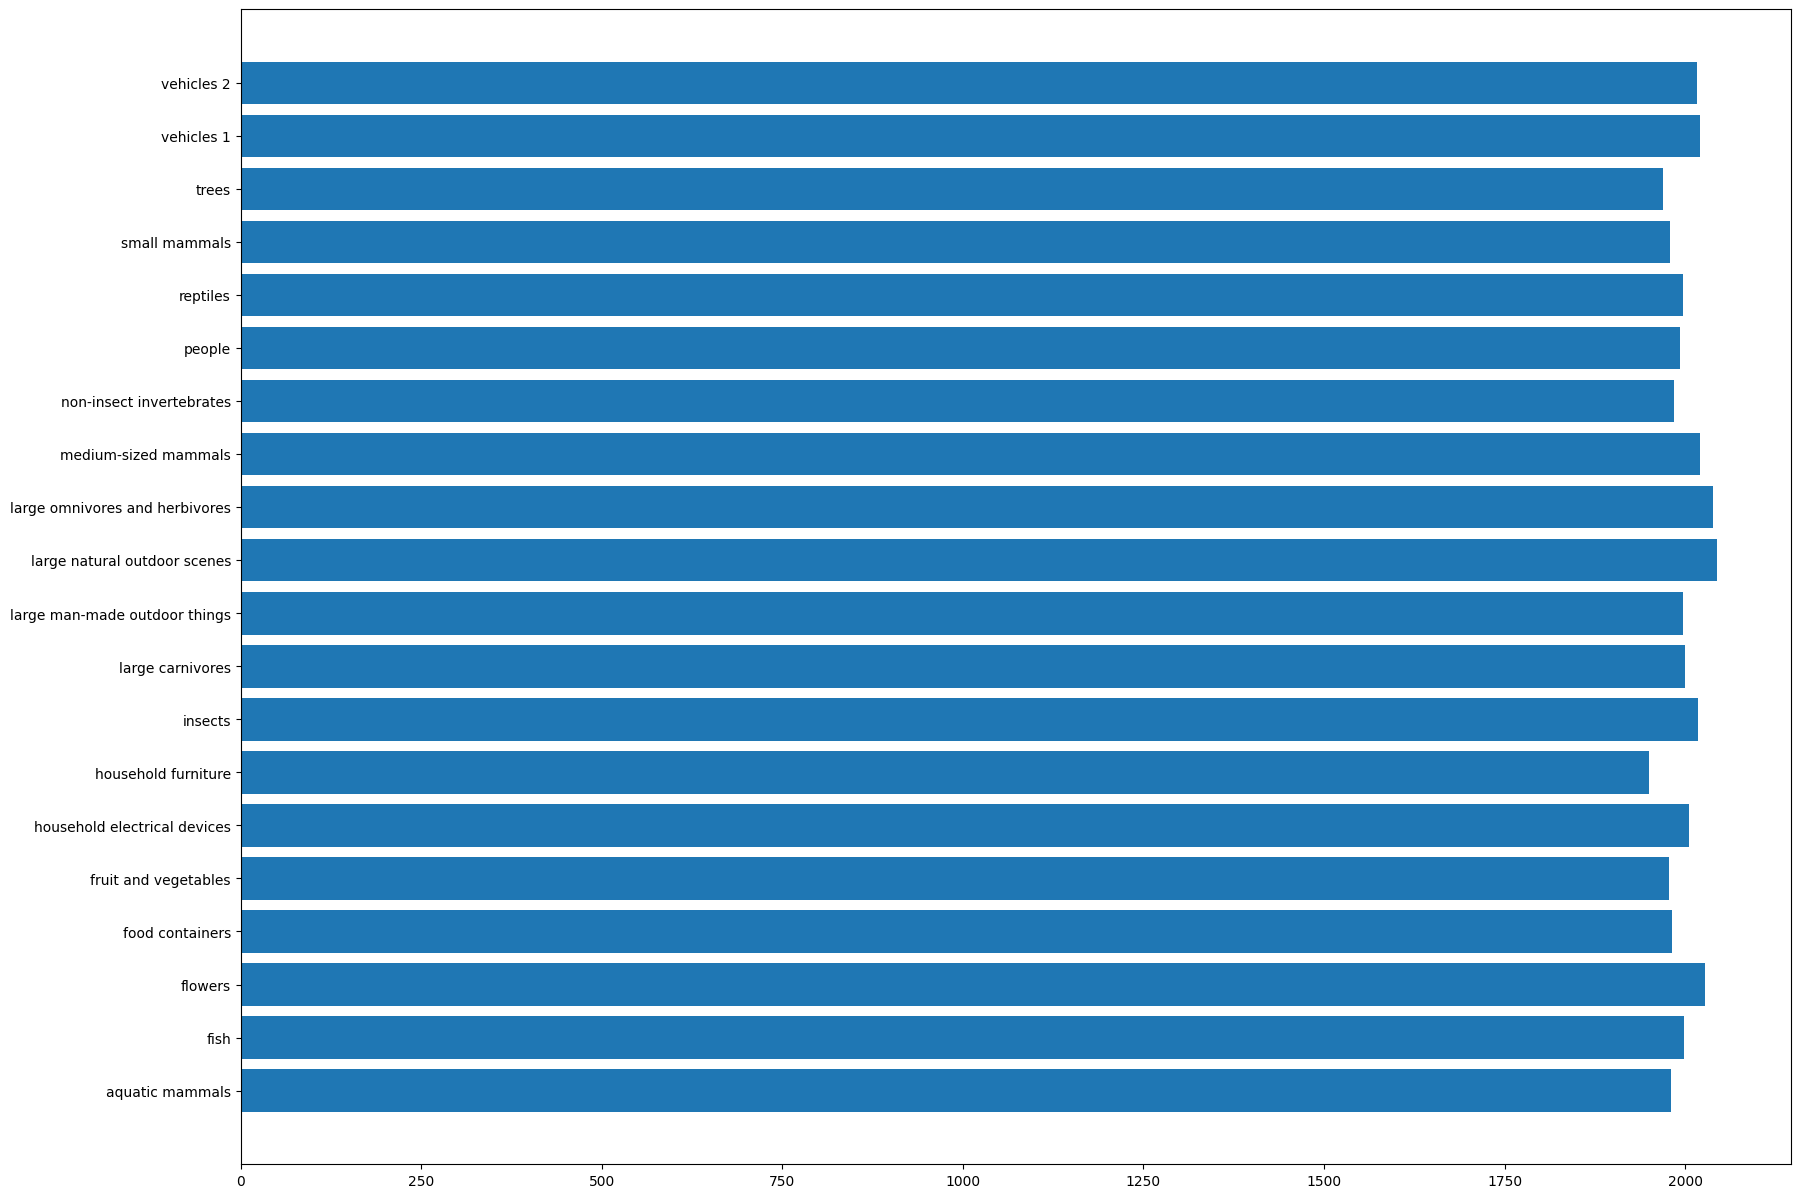 vehicles 2
vehicles 1
trees
small mammals
reptiles
people
non-insect invertebrates
medium-sized mammals
large omnivores and herbivores
large natural outdoor scenes
large man-made outdoor things
large carnivores
insects
household furniture
household electrical devices
fruit and vegetables
food containers
flowers
fish
aquatic mammals
0 250 500 750 1000 1250 1500 1750 2000